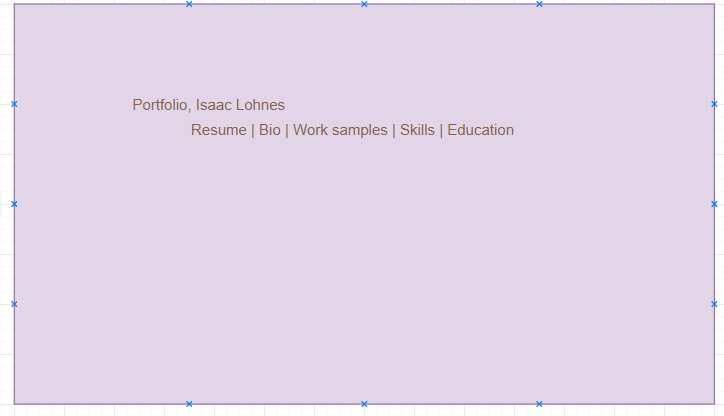 Portfolio, Isaac Lohnes
Resume | Bio | Work samples | Skills | Education